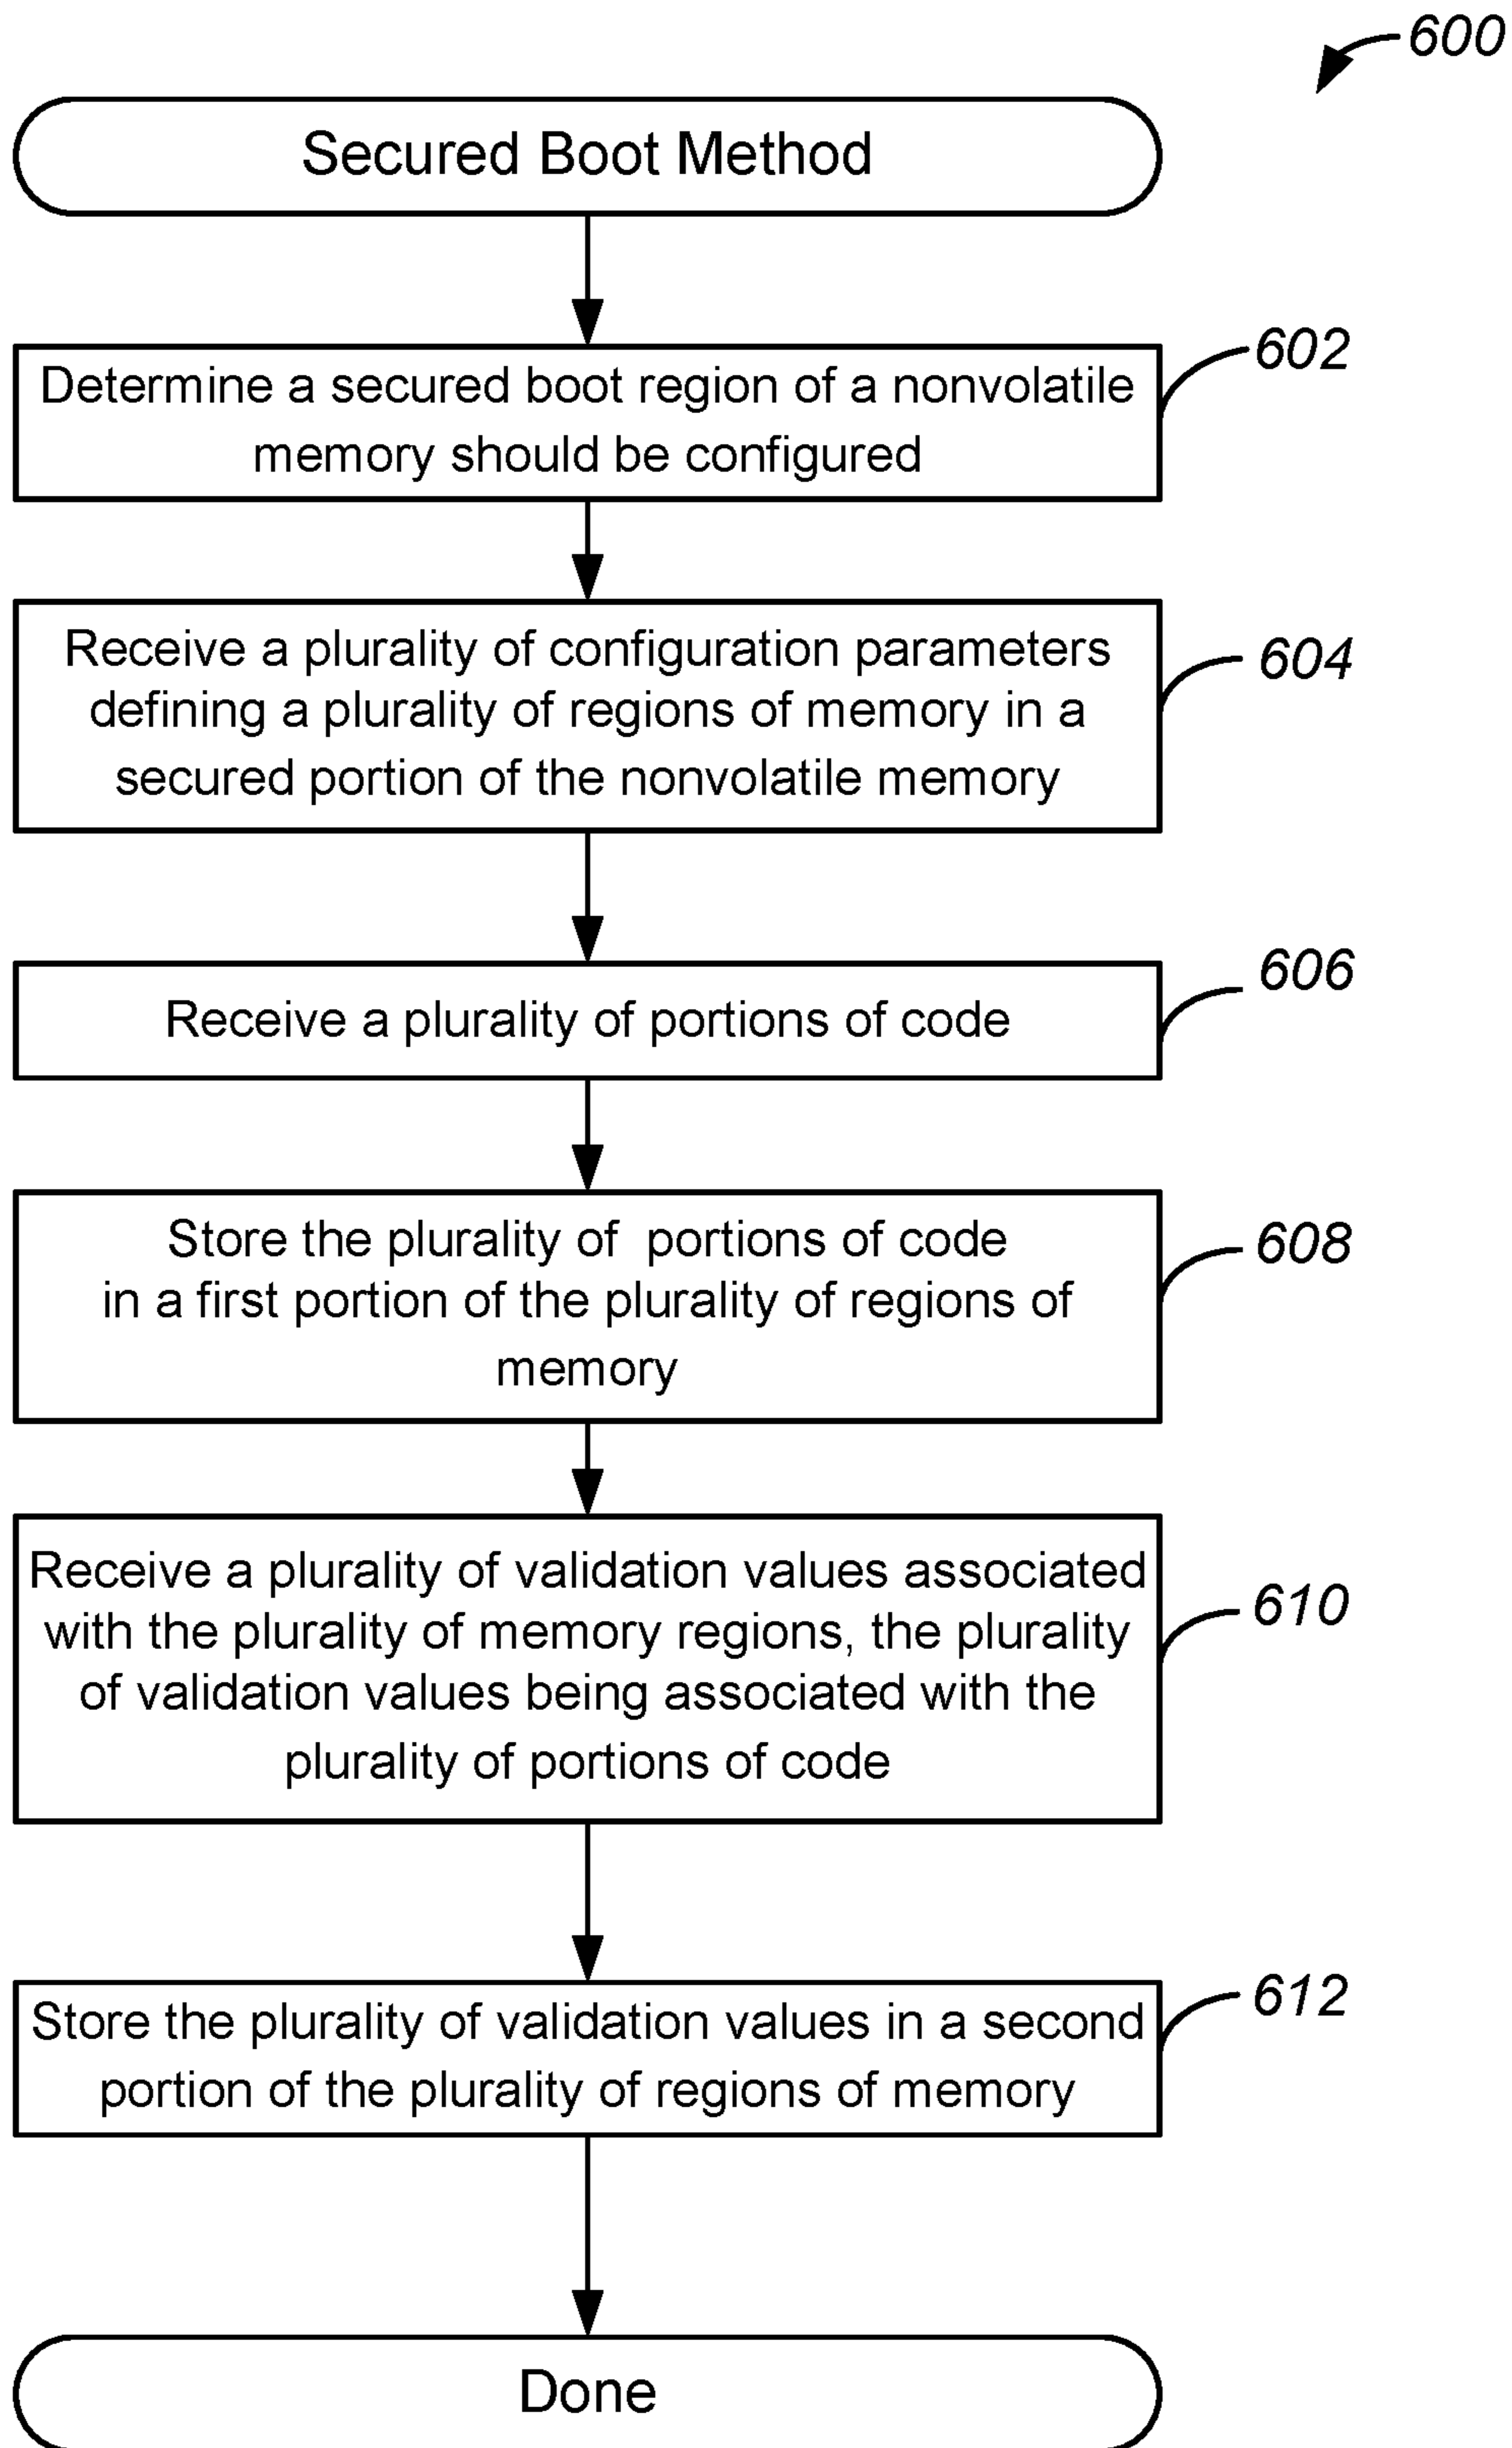 600
Secured Boot Method
602
Determine a secured boot region of a nonvolatile
memory should be configured
604
Receive a plurality of configuration parameters
defining a plurality of regions of memory in a
secured portion of the nonvolatile memory
606
Receive a plurality of portions of code
608
Store the plurality of portions of code
in a first portion of the plurality of regions of
memory
610
Receive a plurality of validation values associated
with the plurality of memory regions, the plurality
of validation values being associated with the
plurality of portions of code
612
Store the plurality of validation values in a second
portion of the plurality of regions of memory
Done